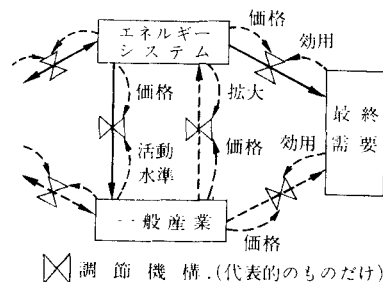 エネルギー
システム
価格
効用
価格
拡大
最終
需要
活動
水準
価格
効用
一般産業
価格
調節機構.(代表的のものだけ)